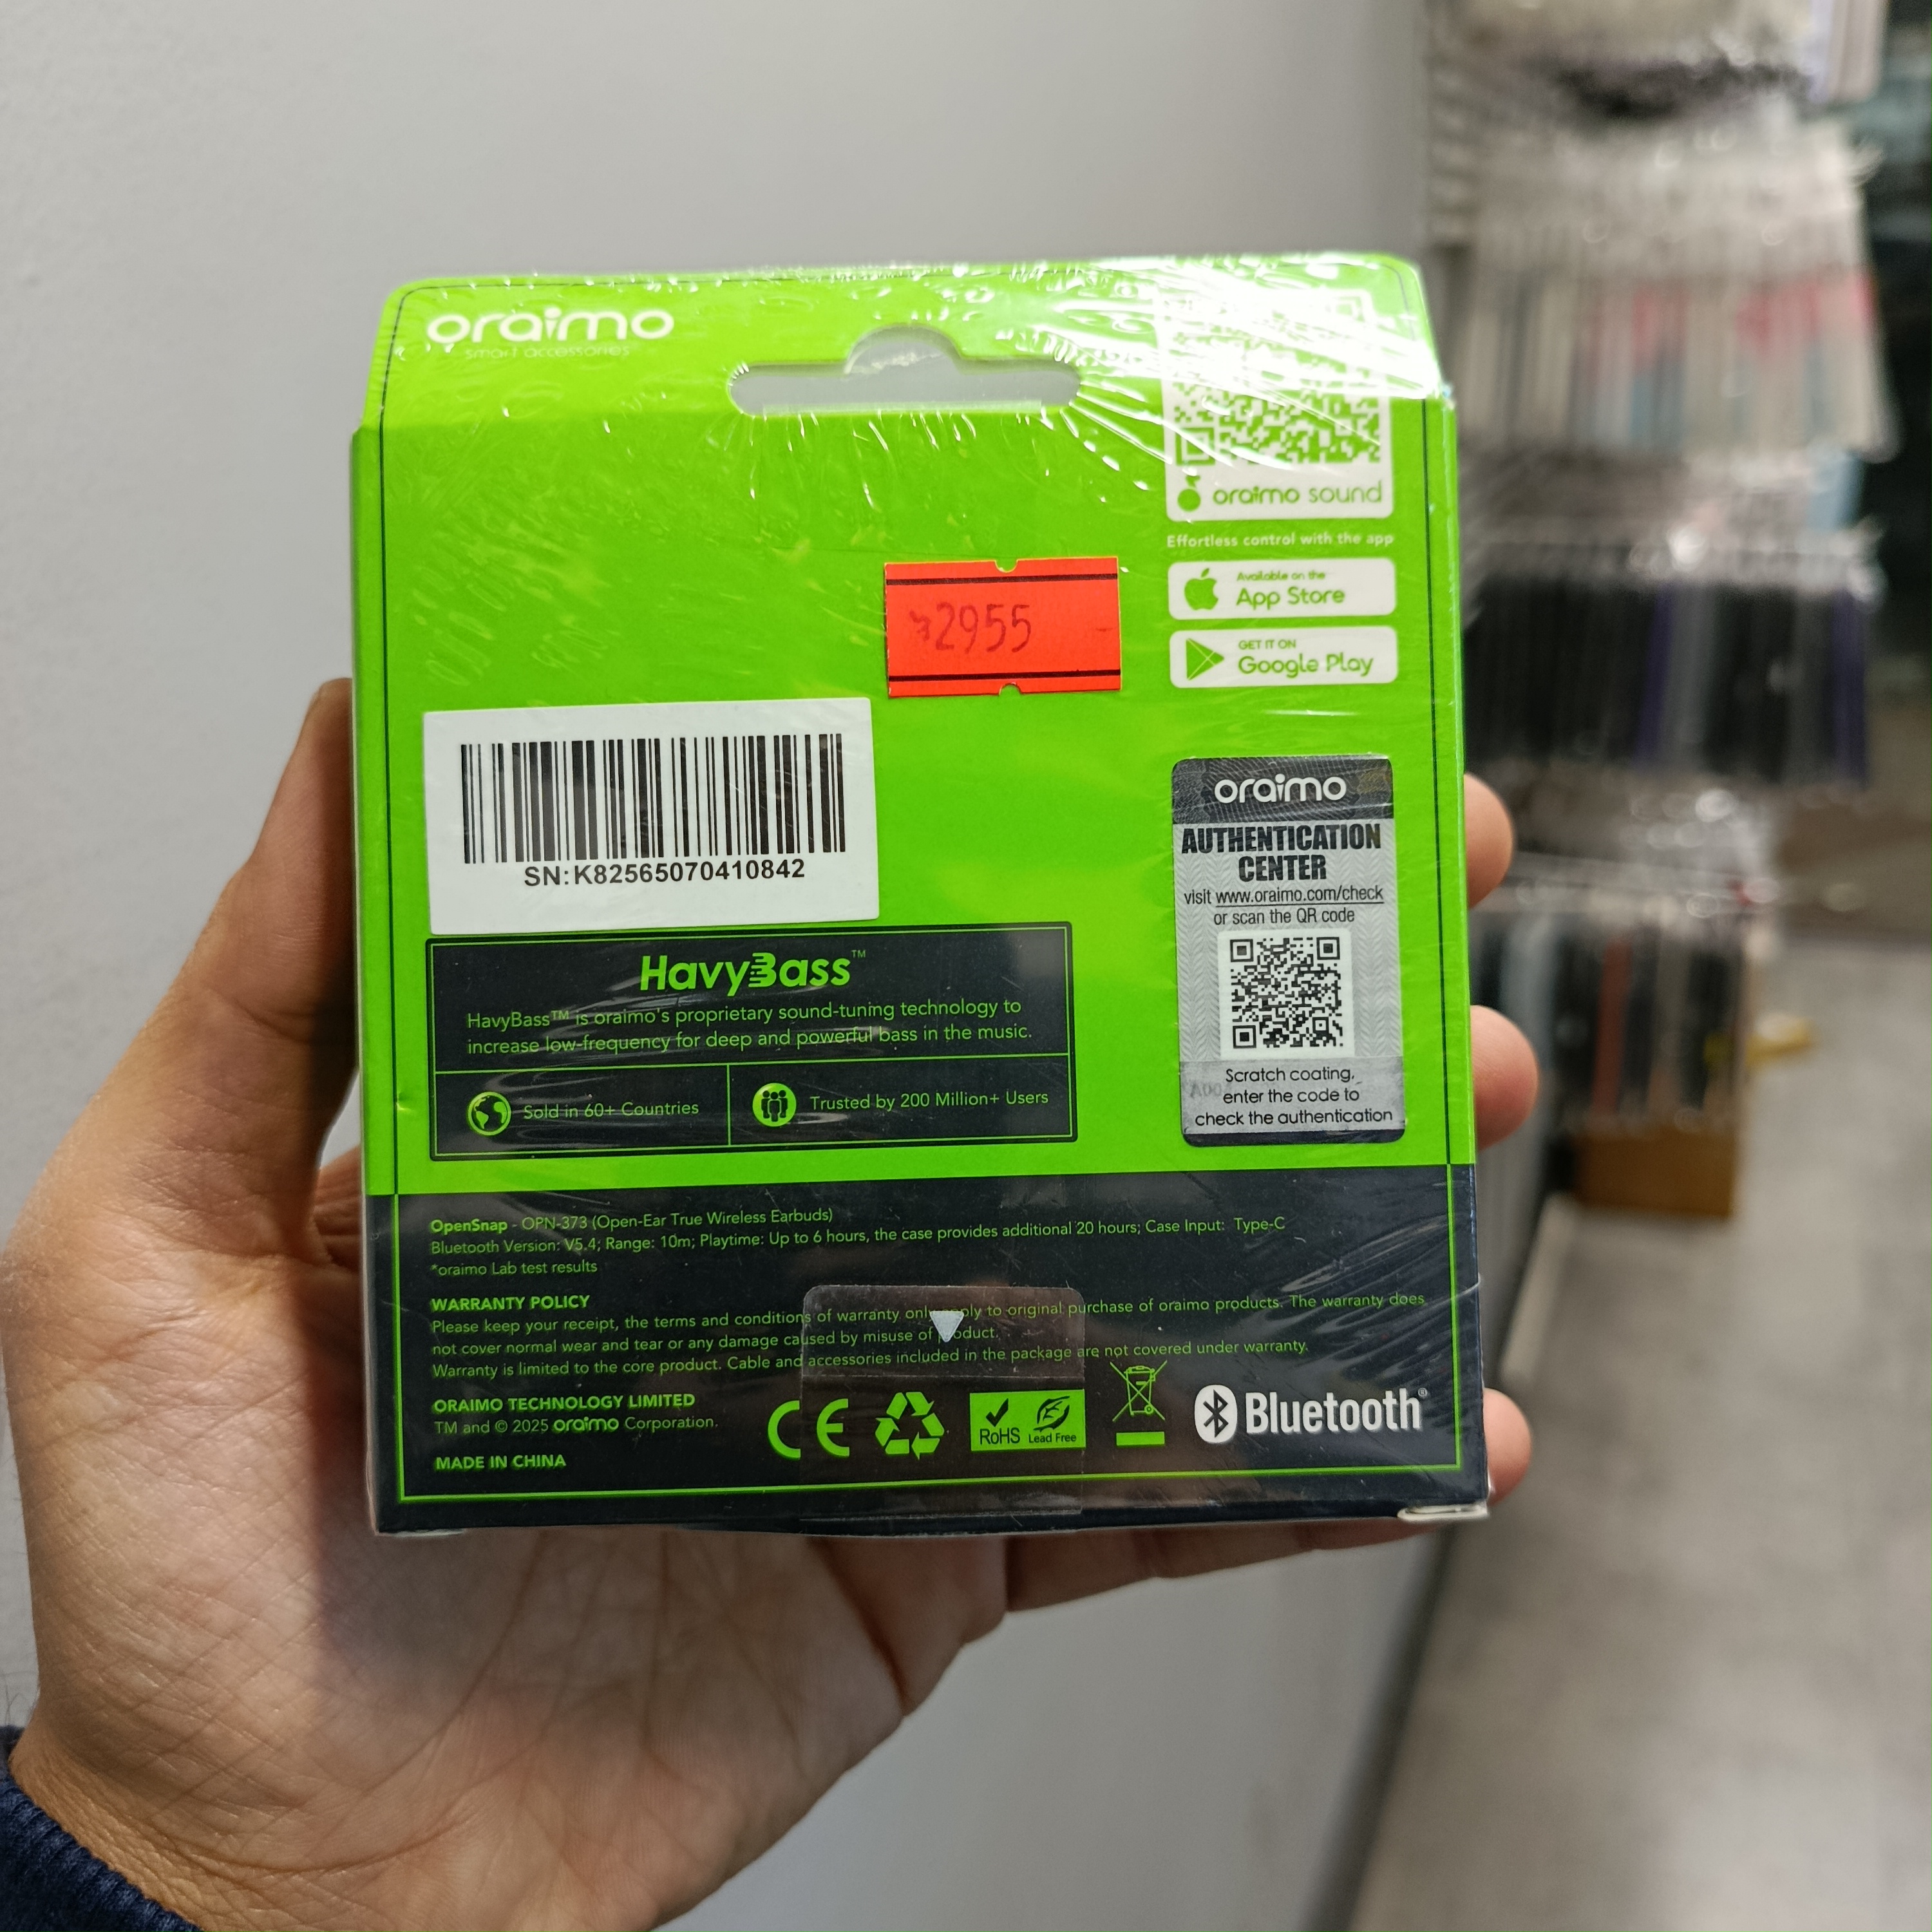 oraimo
smart accessories
oraimo sound
Effortless control with the app
Available on the
App Store
GET IT ON
Google Play
2955
SN:K82565070410842
oraimo
AUTHENTICATION
CENTER
visit www.oraimo.com/check
or scan the QR code
Scratch coating,
enter the code to
check the authentication
HavyBass™
HavyBass™ is oraimo's proprietary sound-tuning technology to
increase low-frequency for deep and powerful bass in the music.
Sold in 60+ Countries
Trusted by 200 Million+ Users
OpenSnap - OPN-373 (Open-Ear True Wireless Earbuds)
Bluetooth Version: V5.4; Range: 10m; Playtime: Up to 6 hours, the case provides additional 20 hours; Case Input: Type-C
*oraimo Lab test results
WARRANTY POLICY
Please keep your receipt, the terms and conditions of warranty only apply to original purchase of oraimo products. The warranty does
not cover normal wear and tear or any damage caused by misuse of product.
Warranty is limited to the core product. Cable and accessories included in the package are not covered under warranty.
ORAIMO TECHNOLOGY LIMITED
TM and © 2025 oraimo Corporation.
MADE IN CHINA
CE
RoHS
Lead Free
Bluetooth®